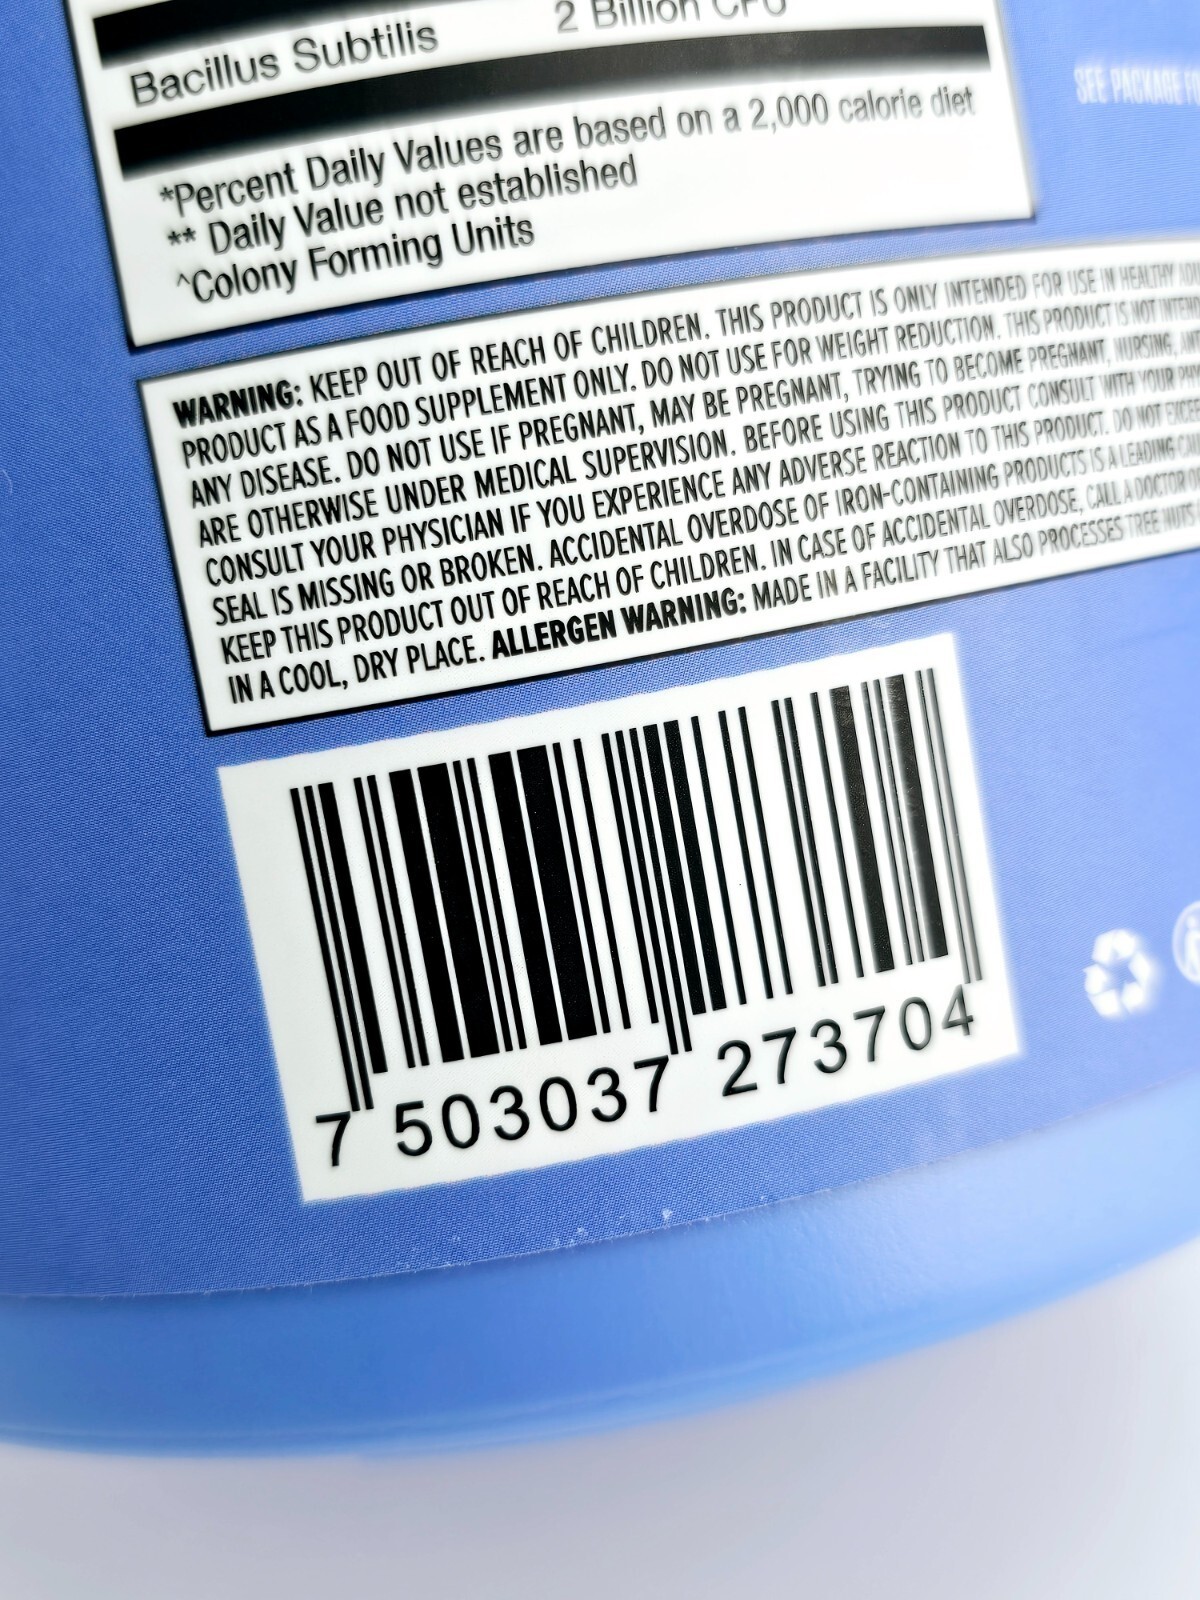 Bacillus Subtilis 2 Billion CFU
*Percent Daily Values are based on a 2,000 calorie diet
** Daily Value not established
^Colony Forming Units
SEE PACKAGE
WARNING: KEEP OUT OF REACH OF CHILDREN. THIS PRODUCT IS ONLY INTENDED FOR USE IN HEALTHY
PRODUCT AS A FOOD SUPPLEMENT ONLY. DO NOT USE FOR WEIGHT REDUCTION. THIS PRODUCT IS NOT
ANY DISEASE. DO NOT USE IF PREGNANT, MAY BE PREGNANT, TRYING TO BECOME PREGNANT, NURSING,
ARE OTHERWISE UNDER MEDICAL SUPERVISION. BEFORE USING THIS PRODUCT CONSULT WITH YOUR
CONSULT YOUR PHYSICIAN IF YOU EXPERIENCE ANY ADVERSE REACTION TO THIS PRODUCT. DO NOT
SEAL IS MISSING OR BROKEN. ACCIDENTAL OVERDOSE OF IRON-CONTAINING PRODUCTS IS A LEADING
KEEP THIS PRODUCT OUT OF REACH OF CHILDREN. IN CASE OF ACCIDENTAL OVERDOSE, CALL A DOCTOR
IN A COOL, DRY PLACE. ALLERGEN WARNING: MADE IN A FACILITY THAT ALSO PROCESSES TREE NUTS
7 503037 273704